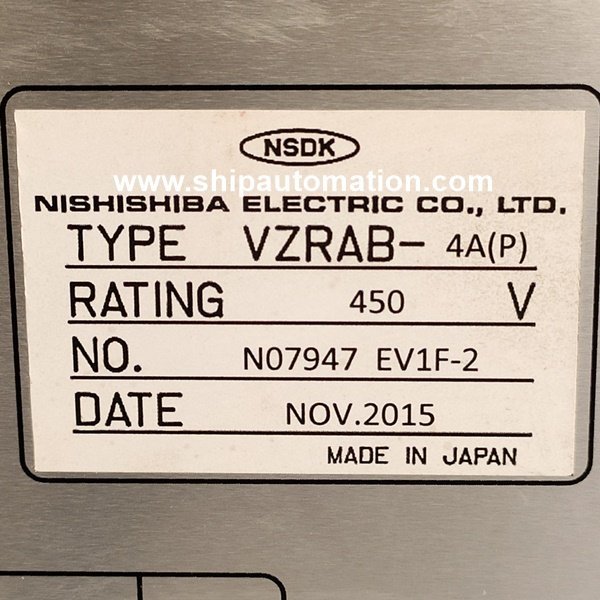 NSDK
www.shipautomation.com
NISHISHIBA ELECTRIC CO., LTD.
TYPE VZRAB- 4A(P)
RATING 450 V
NO. N07947 EV1F-2
DATE NOV.2015
MADE IN JAPAN